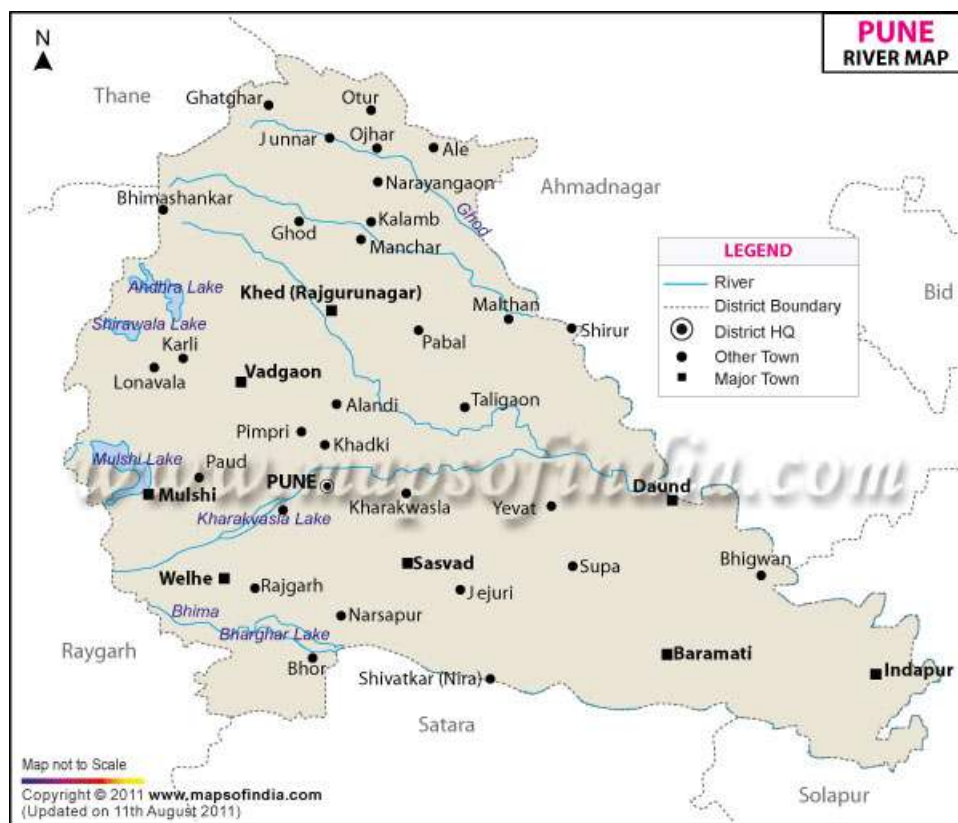 PUNE
RIVER MAP
N
Thane
Ghatghar
Otur
Junnar
Ojhar
Ale
Narayangaon
Ahmadnagar
Bhimashankar
Ghod
Kalamb
Ghod
Manchar
LEGEND
River
District Boundary
District HQ
Other Town
Major Town
Bid
Andhra Lake
Khed (Rajgurunagar)
Malthan
Shirawala Lake
Shirur
Karli
Pabal
Lonavala
Vadgaon
Alandi
Taligaon
Pimpri
Khadki
Mulshi Lake
Paud
www.mapsofindia.com
Mulshi
PUNE
Kharakwasla
Daund
Yevat
Kharakvasla Lake
Welhe
Rajgarh
Sasvad
Jejuri
Supa
Bhigwan
Bhima
Narsapur
Bharghar Lake
Raygarh
Bhor
Shivatkar (Nira)
Baramati
Indapur
Satara
Solapur
Map not to Scale
Copyright © 2011 www.mapsofindia.com
(Updated on 11th August 2011)